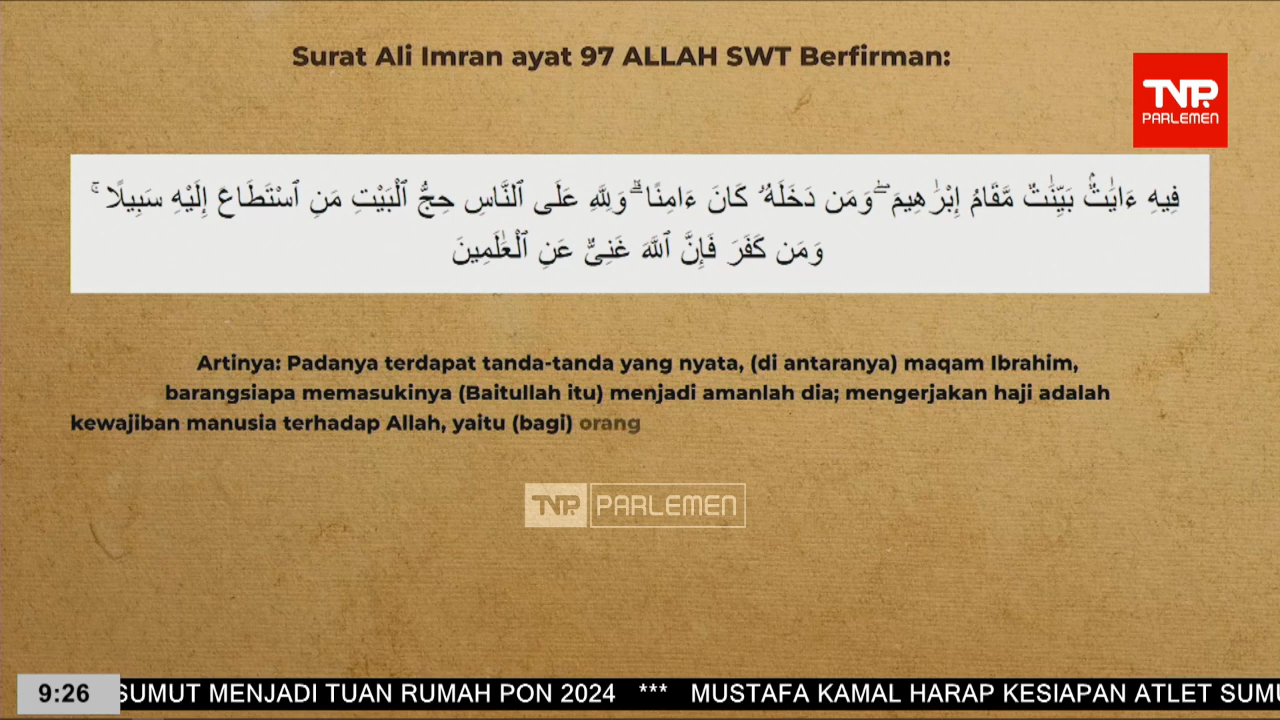 Surat Ali Imran ayat 97 ALLAH SWT Berfirman:
TVR
PARLEMEN
فِيهِ ءَايَٰتٌۢ بَيِّنَٰتٌ مَّقَامُ إِبْرَٰهِيمَ ۖ وَمَن دَخَلَهُۥ كَانَ ءَامِنًا ۗ وَلِلَّهِ عَلَى ٱلنَّاسِ حِجُّ ٱلْبَيْتِ مَنِ ٱسْتَطَاعَ إِلَيْهِ سَبِيلًا ۚ
وَمَن كَفَرَ فَإِنَّ ٱللَّهَ غَنِىٌّ عَنِ ٱلْعَٰلَمِينَ
Artinya: Padanya terdapat tanda-tanda yang nyata, (di antaranya) maqam Ibrahim,
barangsiapa memasukinya (Baitullah itu) menjadi amanlah dia; mengerjakan haji adalah
kewajiban manusia terhadap Allah, yaitu (bagi) orang
TVR PARLEMEN
9:26 SUMUT MENJADI TUAN RUMAH PON 2024 *** MUSTAFA KAMAL HARAP KESIAPAN ATLET SUMU